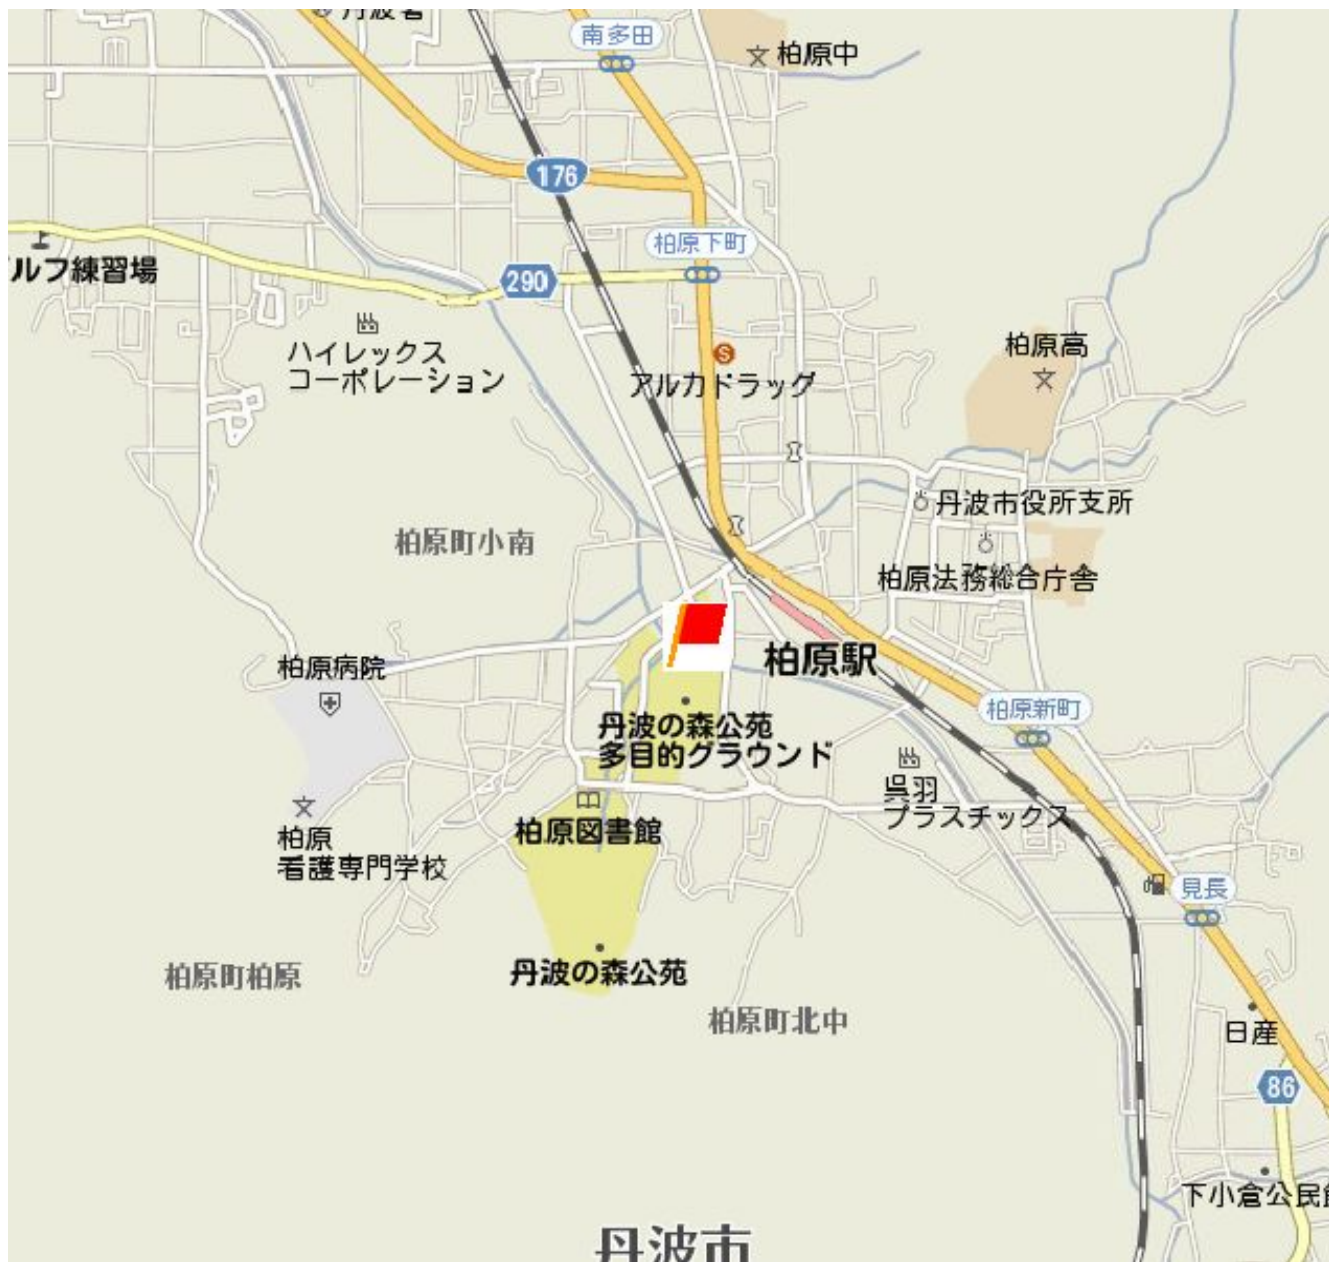 丹波署
南多田
柏原中
176
柏原下町
ルフ練習場
290
ハイレックス
コーポレーション
アルカドラッグ
S
柏原高
丹波市役所支所
柏原町小南
柏原法務総合庁舎
柏原病院
柏原駅
柏原新町
丹波の森公苑
多目的グラウンド
呉羽
プラスチックス
柏原図書館
柏原
看護専門学校
見長
柏原町柏原
丹波の森公苑
柏原町北中
日産
86
下小倉公民館
丹波市